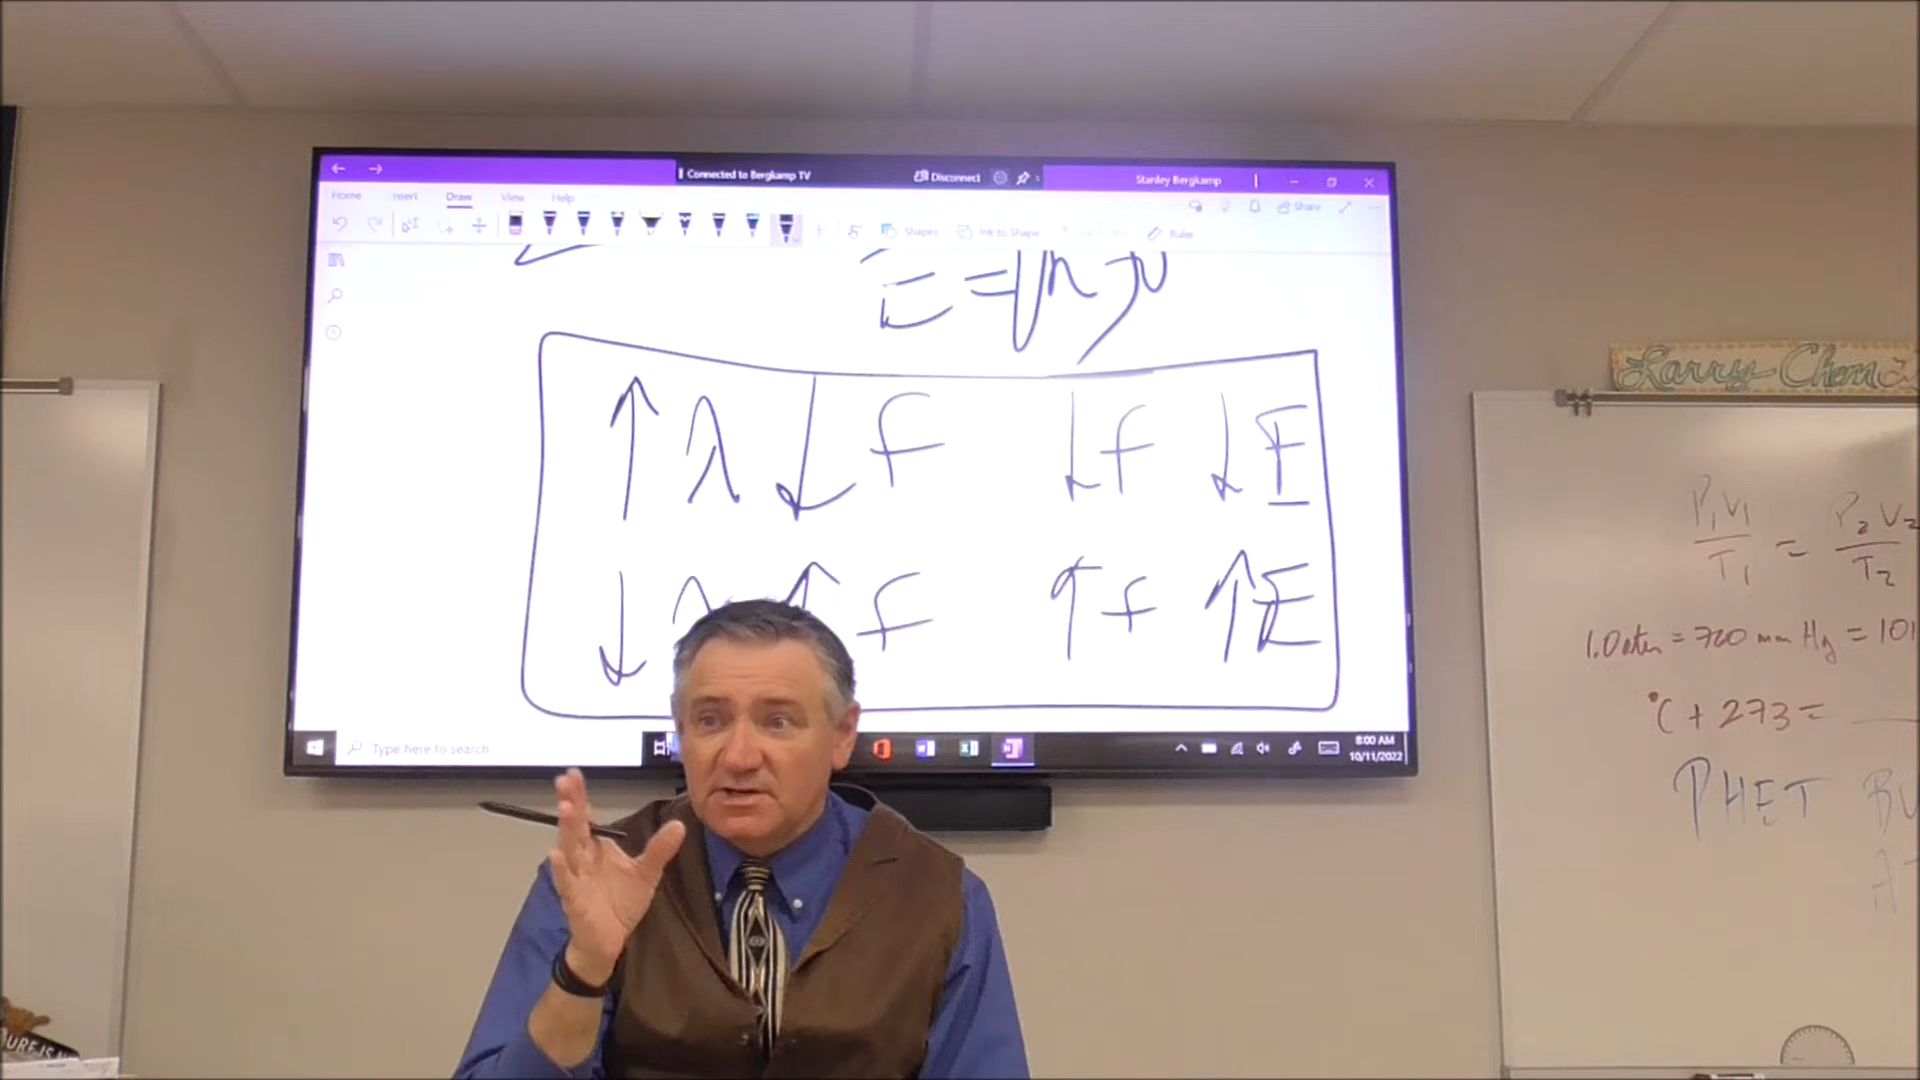 Connected to Bergkamp TV
Disconnect
Stanley Bergkamp
Home Insert Draw View Help
Share
Shapes Ink to Shape Ruler
E = h ν
↑ λ ↓ f ↓ f ↓ E
↓ λ ↑ f ↑ f ↑ E
Type here to search
8:00 AM
10/11/2022
Larry Chem
P₁V₁ / T₁ = P₂V₂ / T₂
1.0 atm = 760 mm Hg = 101
°C + 273 =
PHET